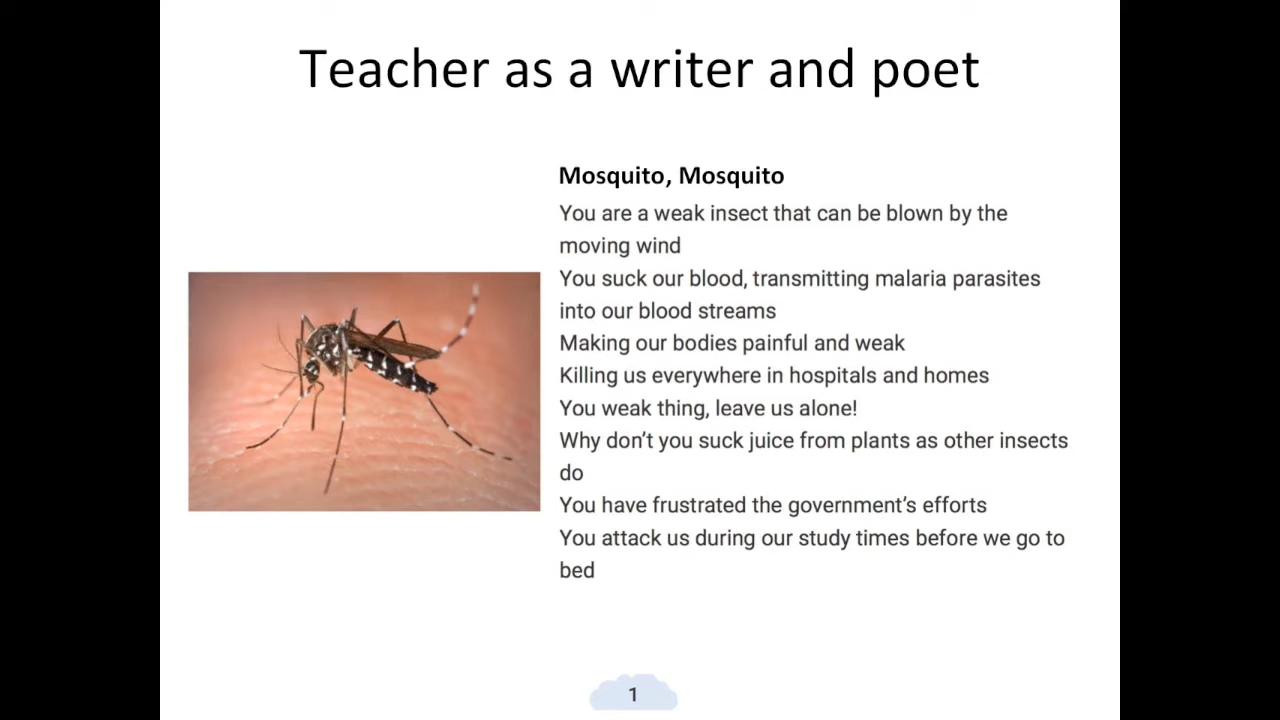 Teacher as a writer and poet
Mosquito, Mosquito
You are a weak insect that can be blown by the
moving wind
You suck our blood, transmitting malaria parasites
into our blood streams
Making our bodies painful and weak
Killing us everywhere in hospitals and homes
You weak thing, leave us alone!
Why don’t you suck juice from plants as other insects
do
You have frustrated the government’s efforts
You attack us during our study times before we go to
bed
1